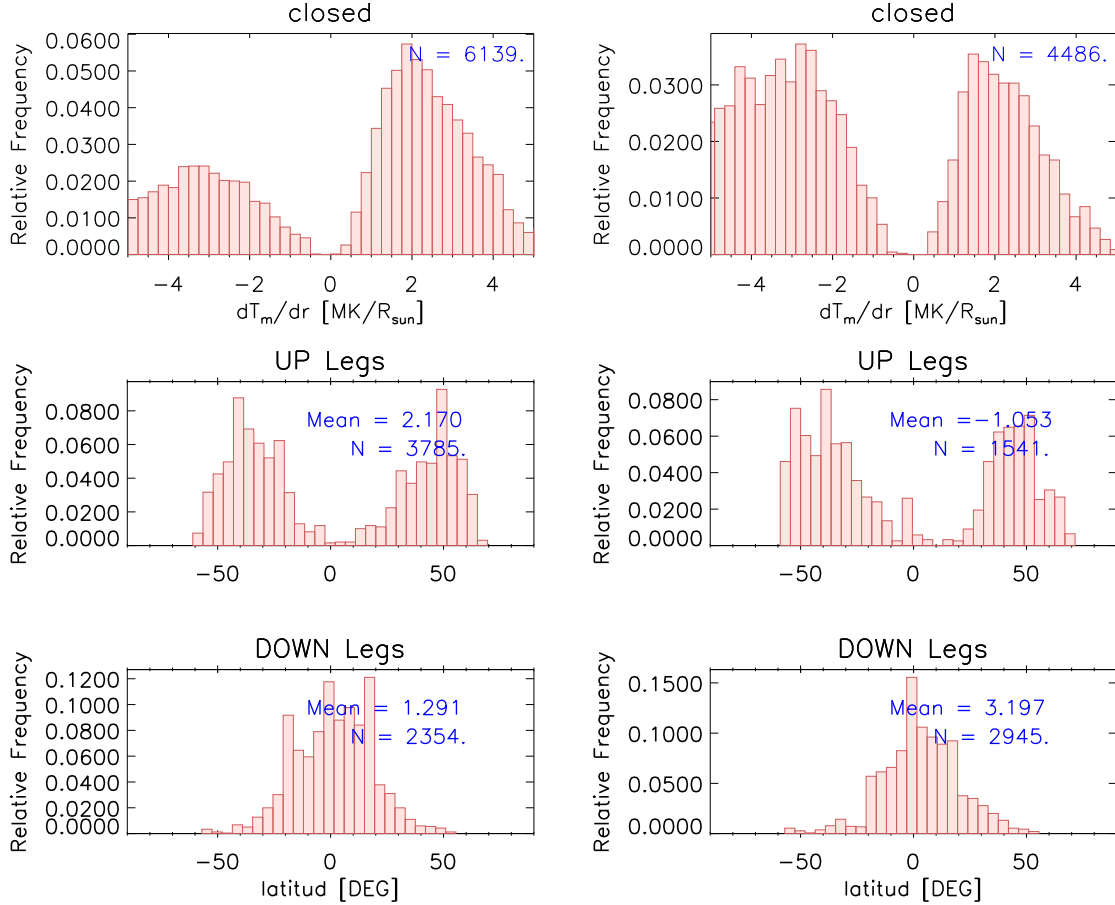 closed
closed
Relative Frequency
0.0600
0.0500
0.0400
0.0300
0.0200
0.0100
0.0000
N = 6139.
-4 -2 0 2 4
dTm/dr [MK/Rsun]
Relative Frequency
0.0300
0.0200
0.0100
0.0000
N = 4486.
-4 -2 0 2 4
dTm/dr [MK/Rsun]
UP Legs
Relative Frequency
0.0800
0.0600
0.0400
0.0200
0.0000
Mean = 2.170
N = 3785.
-50 0 50
UP Legs
Relative Frequency
0.0800
0.0600
0.0400
0.0200
0.0000
Mean =-1.053
N = 1541.
-50 0 50
DOWN Legs
Relative Frequency
0.1200
0.1000
0.0800
0.0600
0.0400
0.0200
0.0000
Mean = 1.291
N = 2354.
-50 0 50
latitud [DEG]
DOWN Legs
Relative Frequency
0.1500
0.1000
0.0500
0.0000
Mean = 3.197
N = 2945.
-50 0 50
latitud [DEG]